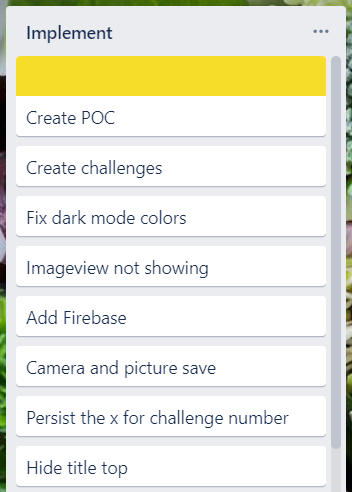 Implement
Create POC
Create challenges
Fix dark mode colors
Imageview not showing
Add Firebase
Camera and picture save
Persist the x for challenge number
Hide title top